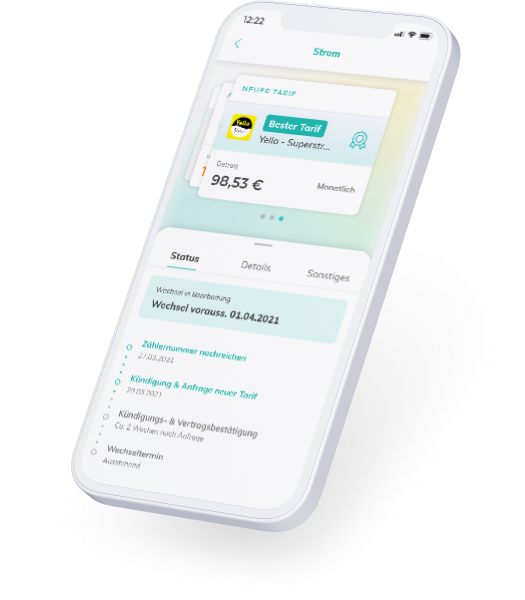 12:22
Strom
NEUER TARIF
Yello
Strom
Bester Tarif
Yello - Superstr...
Betrag
98,53 €
Monatlich
Status
Details
Sonstiges
Wechsel in Bearbeitung
Wechsel vorauss. 01.04.2021
Zählernummer nachreichen
27.03.2021
Kündigung & Anfrage neuer Tarif
29.03.2021
Kündigungs- & Vertragsbestätigung
Ca. 2 Wochen nach Anfrage
Wechseltermin
Ausstehend